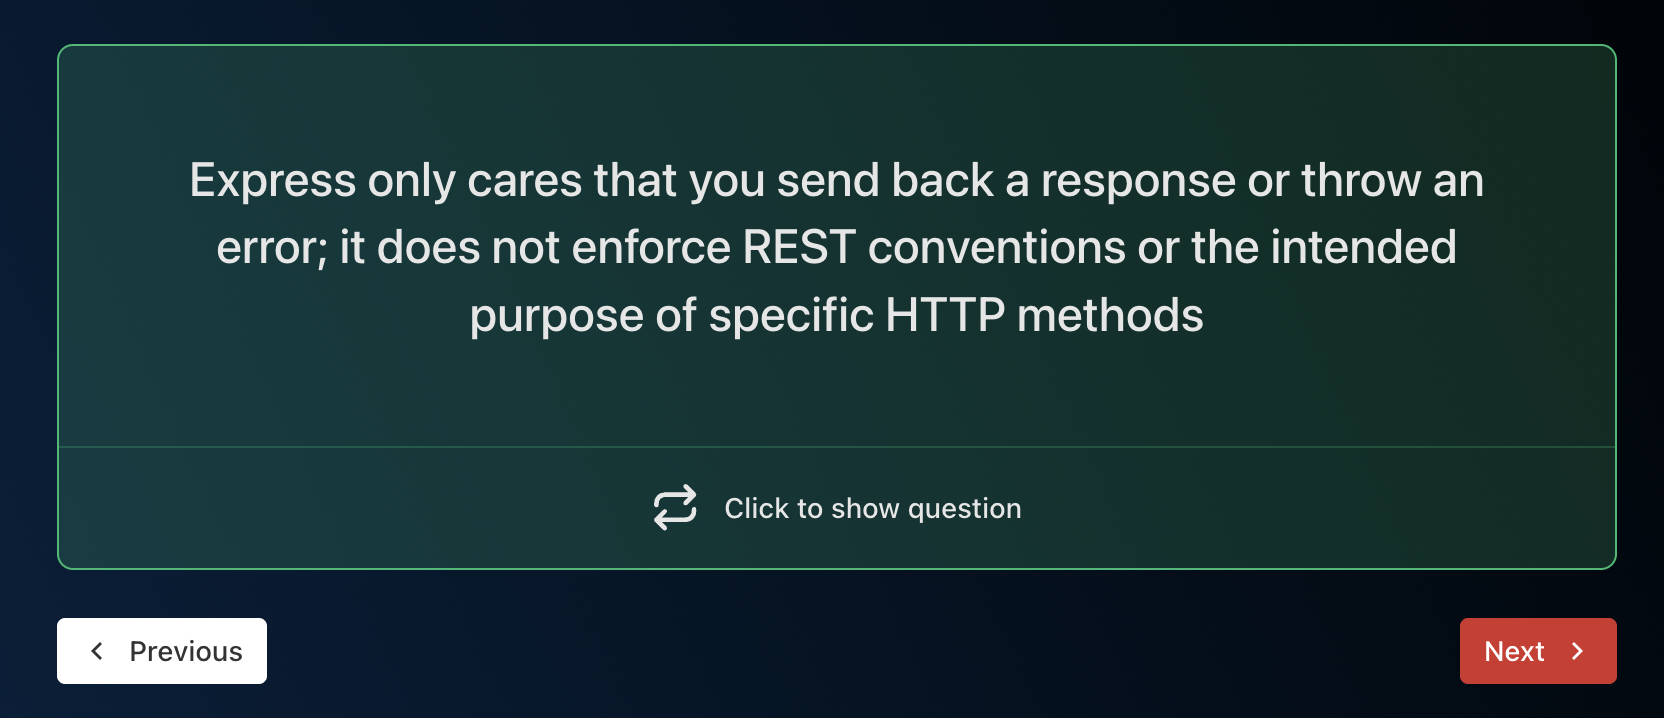 Express only cares that you send back a response or throw an
error; it does not enforce REST conventions or the intended
purpose of specific HTTP methods
Click to show question
Previous
Next